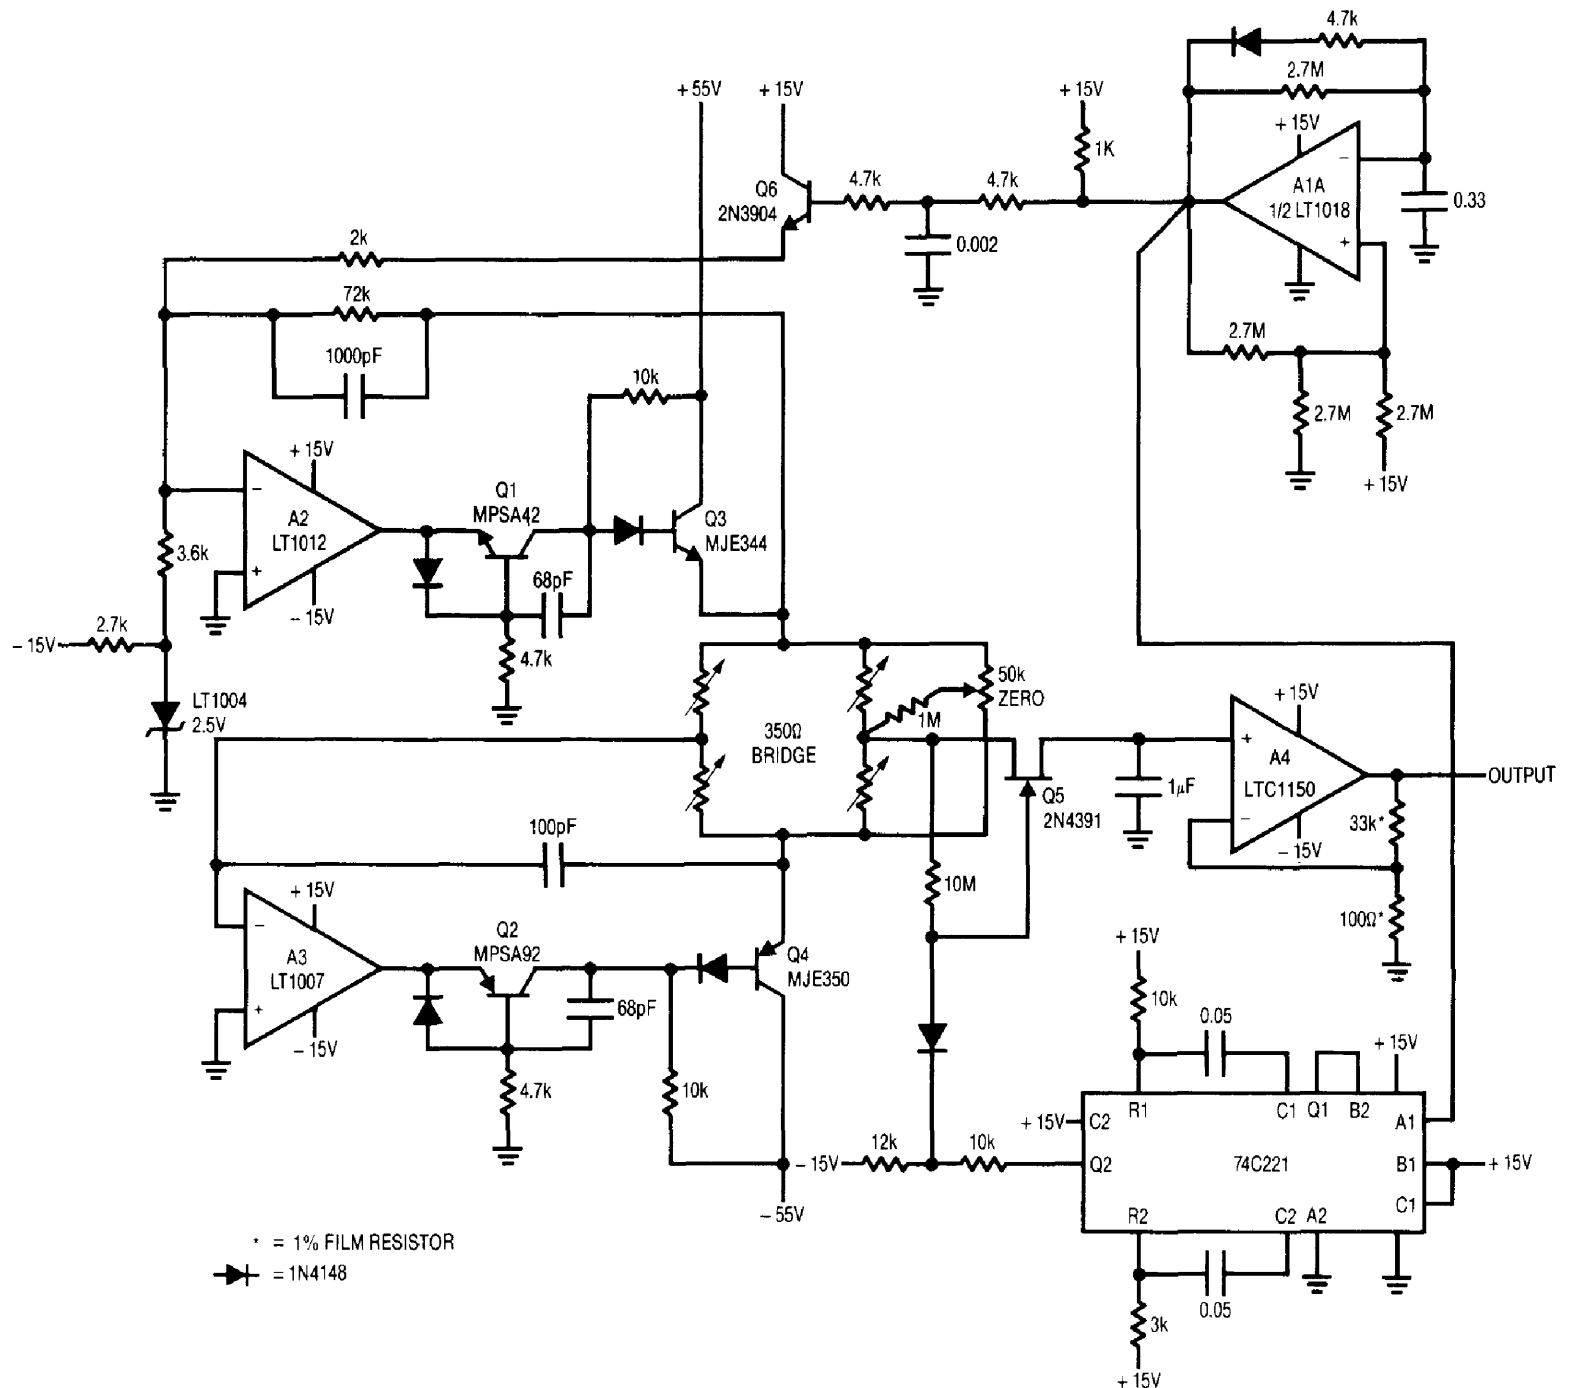 4.7k
2.7M
+ 55V
+ 15V
+ 15V
+ 15V
1K
Q6
2N3904
4.7k
4.7k
A1A
1/2 LT1018
−
+
0.33
0.002
2k
72k
1000pF
10k
2.7M
2.7M
2.7M
+ 15V
+ 15V
−
A2
LT1012
+
− 15V
Q1
MPSA42
Q3
MJE344
3.6k
68pF
2.7k
− 15V
4.7k
LT1004
2.5V
50k
ZERO
1M
350Ω
BRIDGE
+ 15V
+
A4
LTC1150
−
− 15V
OUTPUT
1µF
Q5
2N4391
33k*
100Ω*
100pF
10M
+ 15V
−
A3
LT1007
+
− 15V
Q2
MPSA92
Q4
MJE350
68pF
4.7k
10k
+ 15V
10k
0.05
+ 15V
R1
C1
Q1
B2
A1
+ 15V
C2
12k
10k
− 15V
Q2
74C221
B1
+ 15V
C1
R2
C2
A2
− 55V
0.05
3k
+ 15V
* = 1% FILM RESISTOR
= 1N4148